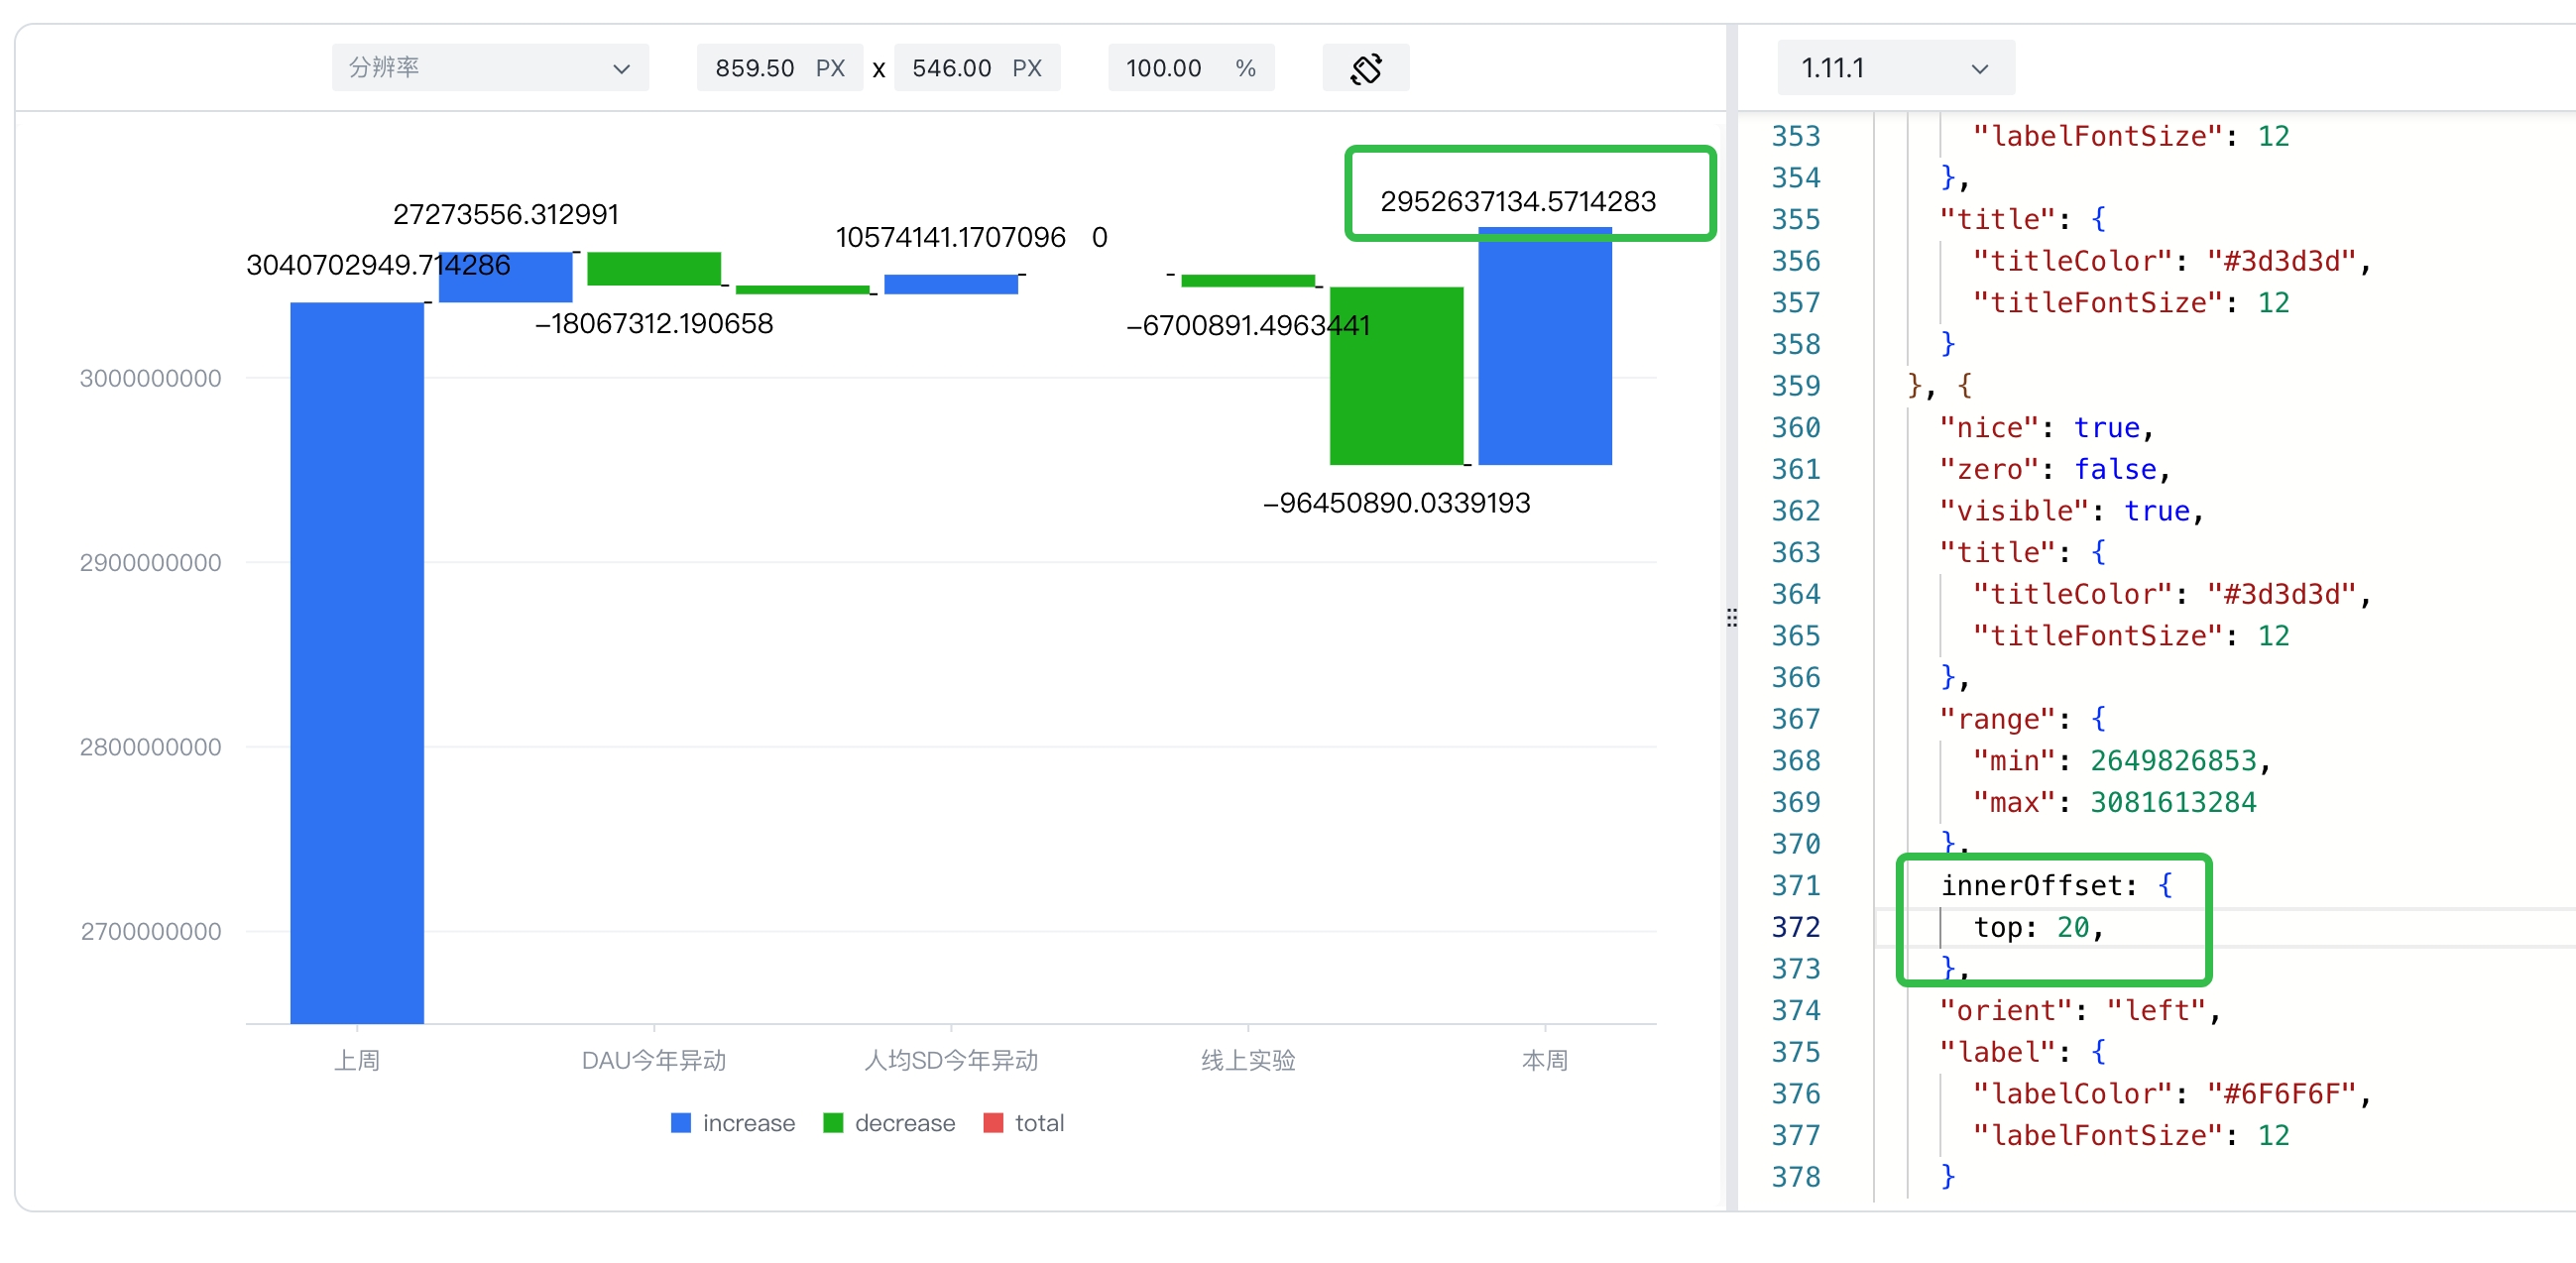 分辨率 859.50 PX x 546.00 PX 100.00 %
2952637134.5714283
27273556.312991
10574141.1707096 0
3040702949.714286
−18067312.190658
−6700891.4963441
3000000000
−96450890.0339193
2900000000
2800000000
2700000000
上周 DAU今年异动 人均SD今年异动 线上实验 本周
increase decrease total
1.11.1
353 "labelFontSize": 12
354 },
355 "title": {
356 "titleColor": "#3d3d3d",
357 "titleFontSize": 12
358 }
359 }, {
360 "nice": true,
361 "zero": false,
362 "visible": true,
363 "title": {
364 "titleColor": "#3d3d3d",
365 "titleFontSize": 12
366 },
367 "range": {
368 "min": 2649826853,
369 "max": 3081613284
370 },
371 innerOffset: {
372 top: 20,
373 },
374 "orient": "left",
375 "label": {
376 "labelColor": "#6F6F6F",
377 "labelFontSize": 12
378 }